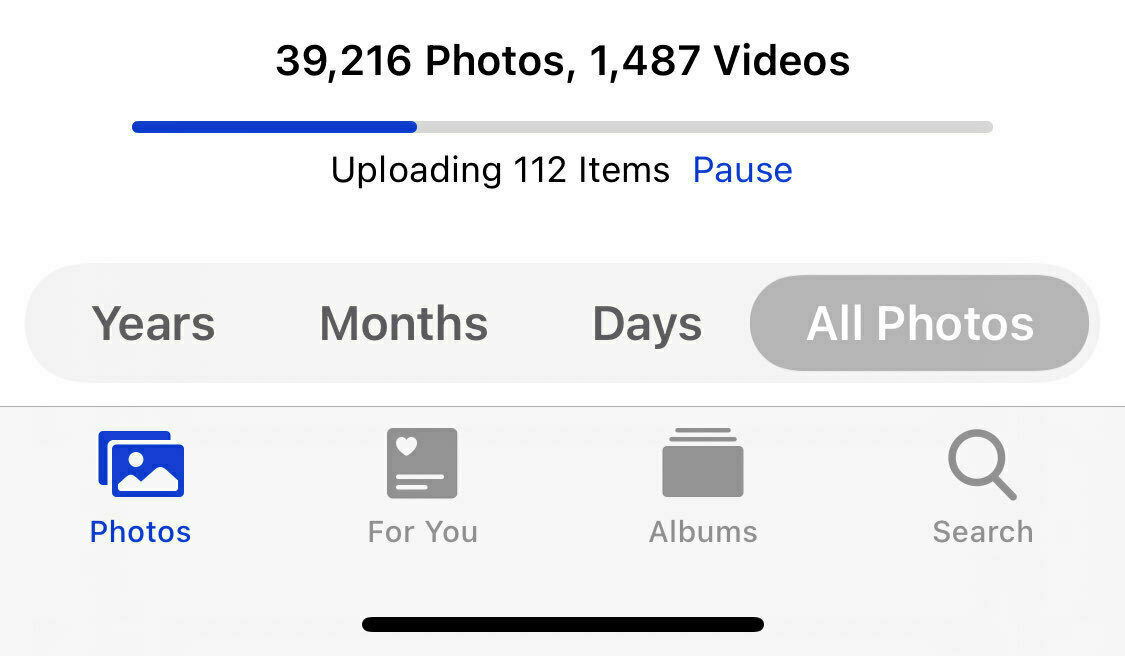 39,216 Photos, 1,487 Videos
Uploading 112 Items Pause
Years Months Days All Photos
Photos For You Albums Search